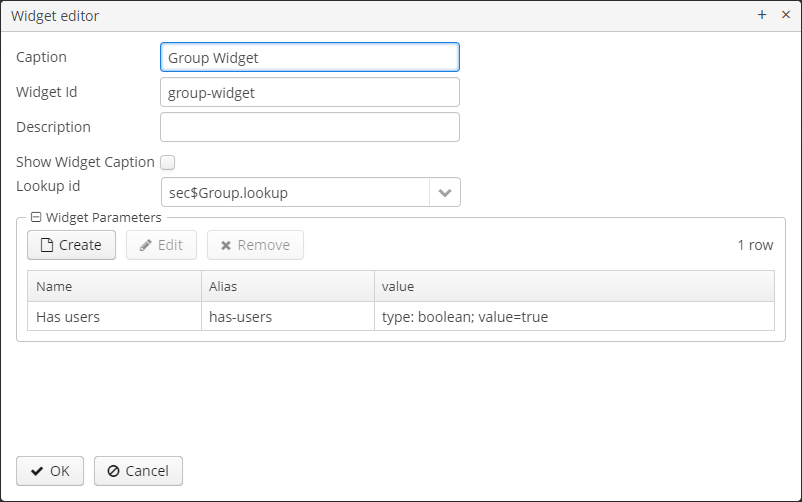 Widget editor
Caption Group Widget
Widget Id group-widget
Description
Show Widget Caption
Lookup id sec$Group.lookup
Widget Parameters
Create Edit Remove 1 row
Name Alias value
Has users has-users type: boolean; value=true
OK Cancel